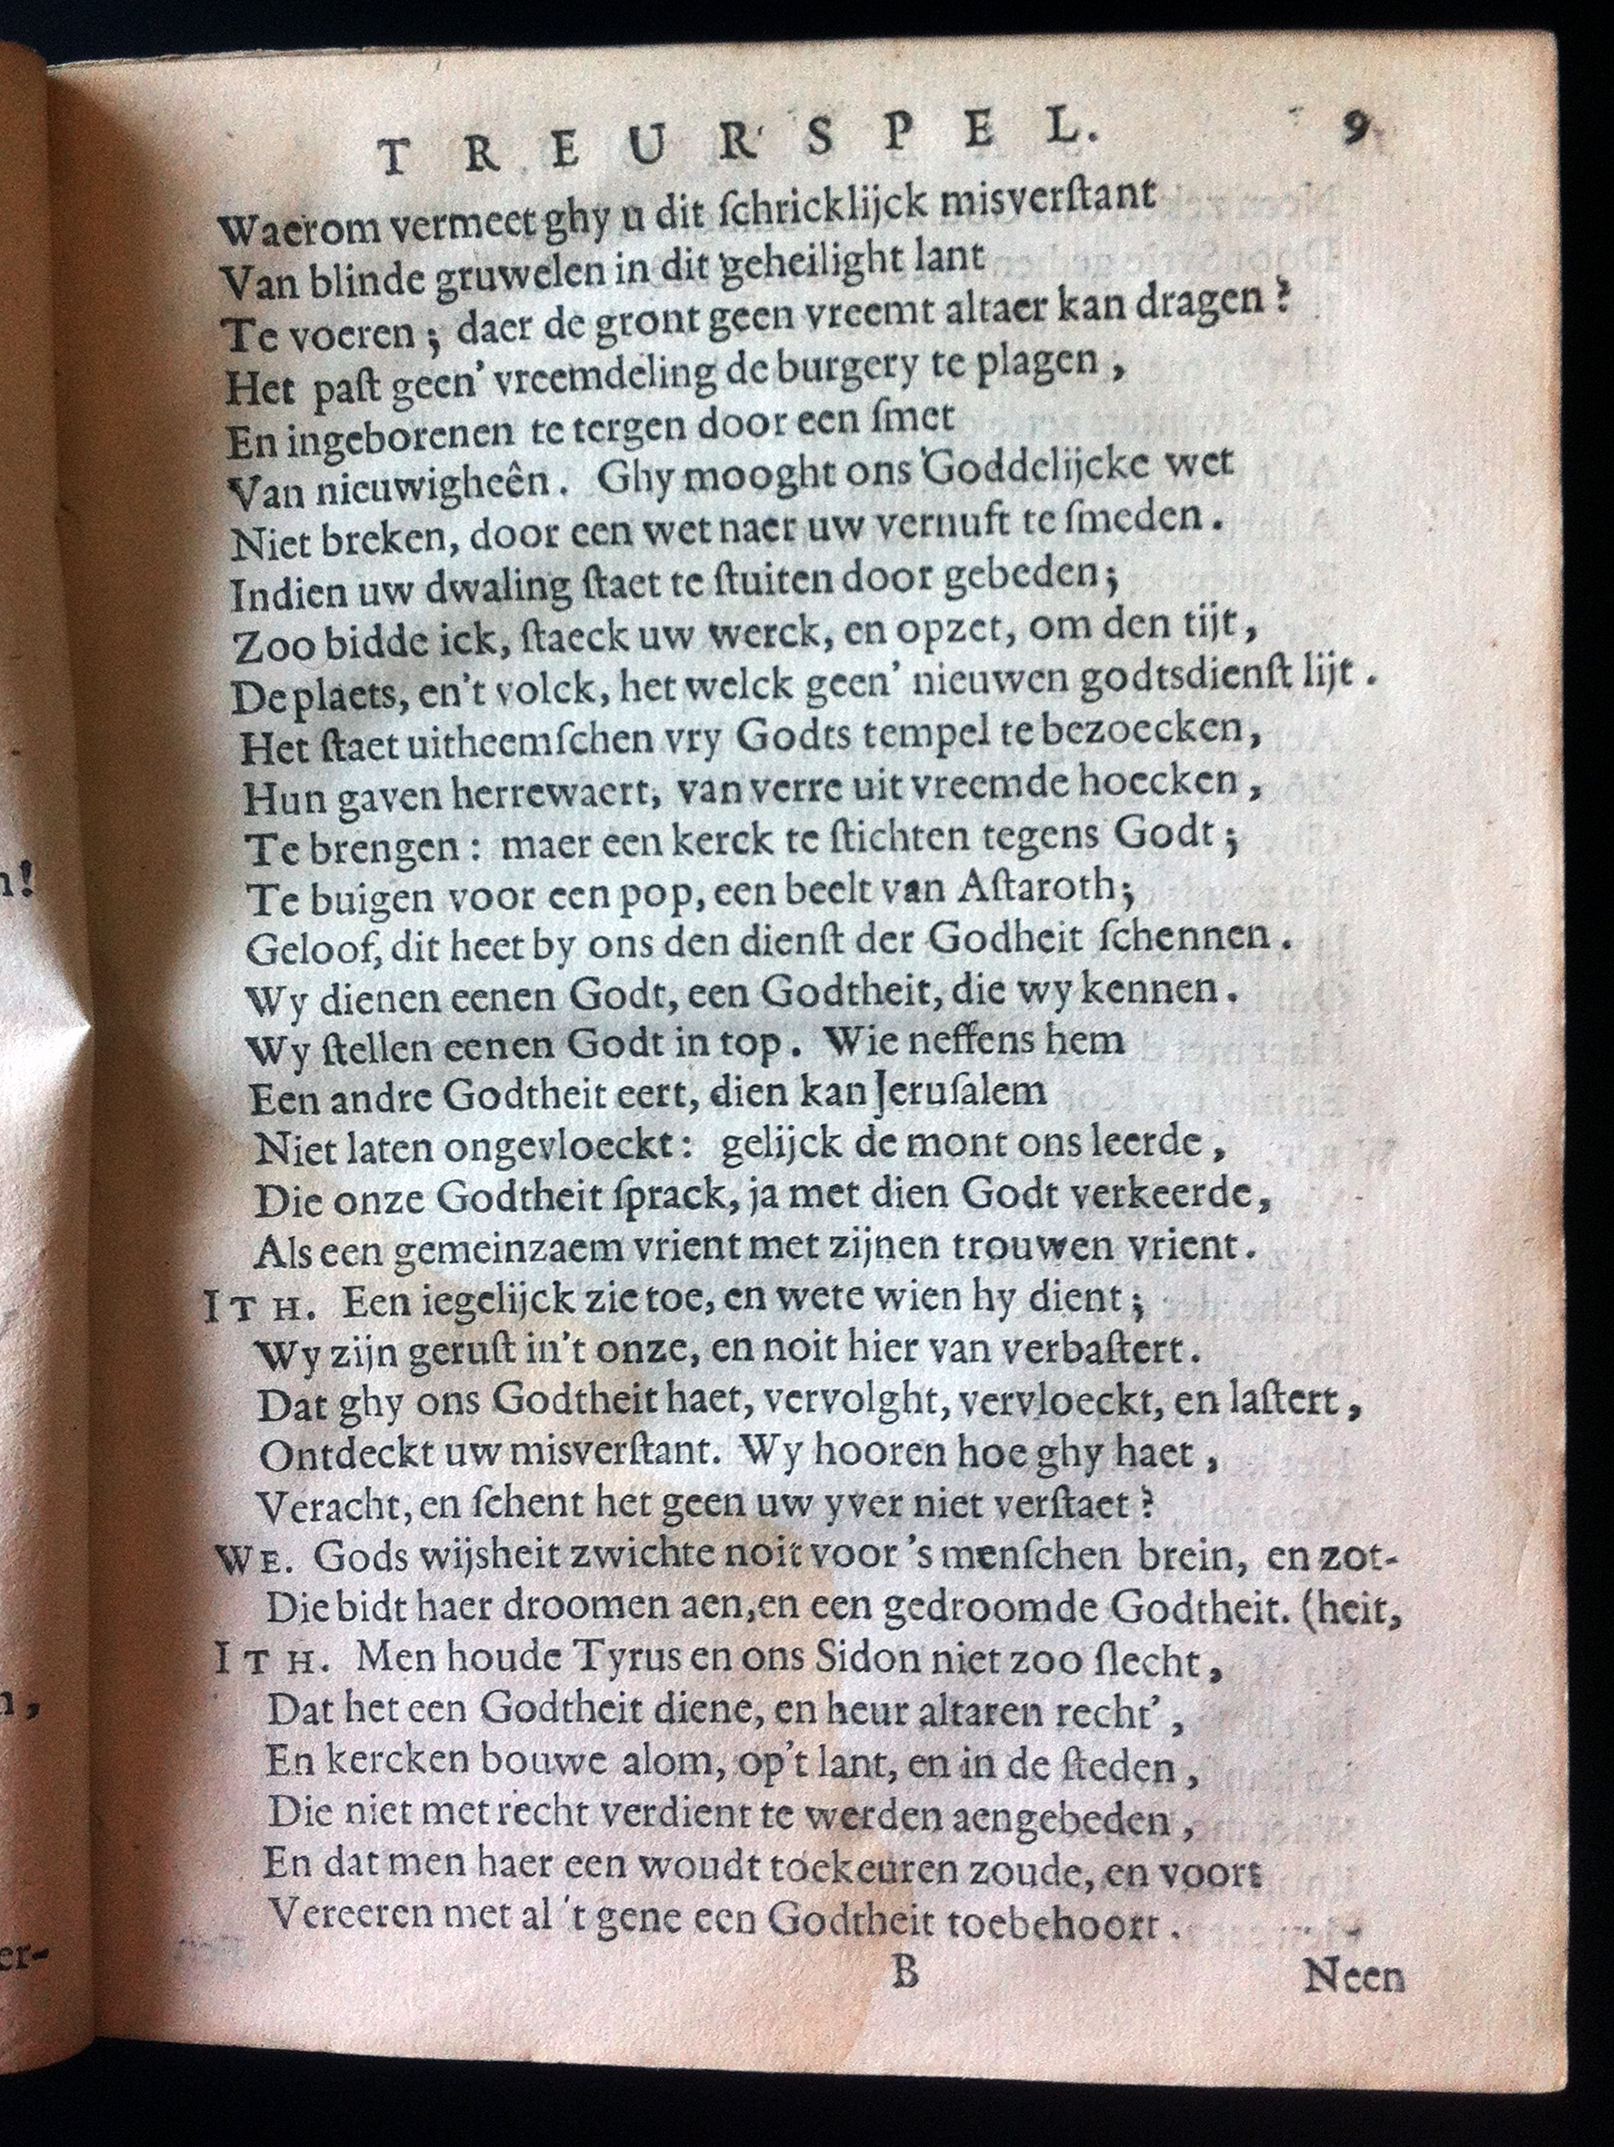 TREURSPEL. 9
Waerom vermeet ghy u dit ſchricklijck misverſtant
Van blinde gruwelen in dit geheilight lant
Te voeren; daer de gront geen vreemt altaer kan dragen?
Het paſt geen' vreemdeling de burgery te plagen,
En ingeborenen te tergen door een ſmet
Van nieuwigheên. Ghy mooght ons Goddelijcke wet
Niet breken, door een wet naer uw vernuft te ſmeden.
Indien uw dwaling ſtaet te ſtuiten door gebeden;
Zoo bidde ick, ſtaeck uw werck, en opzet, om den tijt,
De plaets, en't volck, het welck geen' nieuwen godtsdienſt lijt.
Het ſtaet uitheemſchen vry Godts tempel te bezoecken,
Hun gaven herrewaert, van verre uit vreemde hoecken,
Te brengen: maer een kerck te ſtichten tegens Godt;
Te buigen voor een pop, een beelt van Aſtaroth;
Geloof, dit heet by ons den dienſt der Godheit ſchennen.
Wy dienen eenen Godt, een Godtheit, die wy kennen.
Wy ſtellen eenen Godt in top. Wie neffens hem
Een andre Godtheit eert, dien kan Jeruſalem
Niet laten ongevloeckt: gelijck de mont ons leerde,
Die onze Godtheit ſprack, ja met dien Godt verkeerde,
Als een gemeinzaem vrient met zijnen trouwen vrient.
ITH. Een iegelijck zie toe, en wete wien hy dient;
Wy zijn geruſt in't onze, en noit hier van verbaſtert.
Dat ghy ons Godtheit haet, vervolght, vervloeckt, en laſtert,
Ontdeckt uw misverſtant. Wy hooren hoe ghy haet,
Veracht, en ſchent het geen uw yver niet verſtaet?
WE. Gods wijsheit zwichte noit voor 's menſchen brein, en zot-
Die bidt haer droomen aen, en een gedroomde Godtheit. (heit,
ITH. Men houde Tyrus en ons Sidon niet zoo ſlecht,
Dat het een Godtheit diene, en heur altaren recht',
En kercken bouwe alom, op't lant, en in de ſteden,
Die niet met recht verdient te werden aengebeden,
En dat men haer een woudt toekeuren zoude, en voort
Vereeren met al 't gene een Godtheit toebehoort.
B Neen
n!
n,
er-